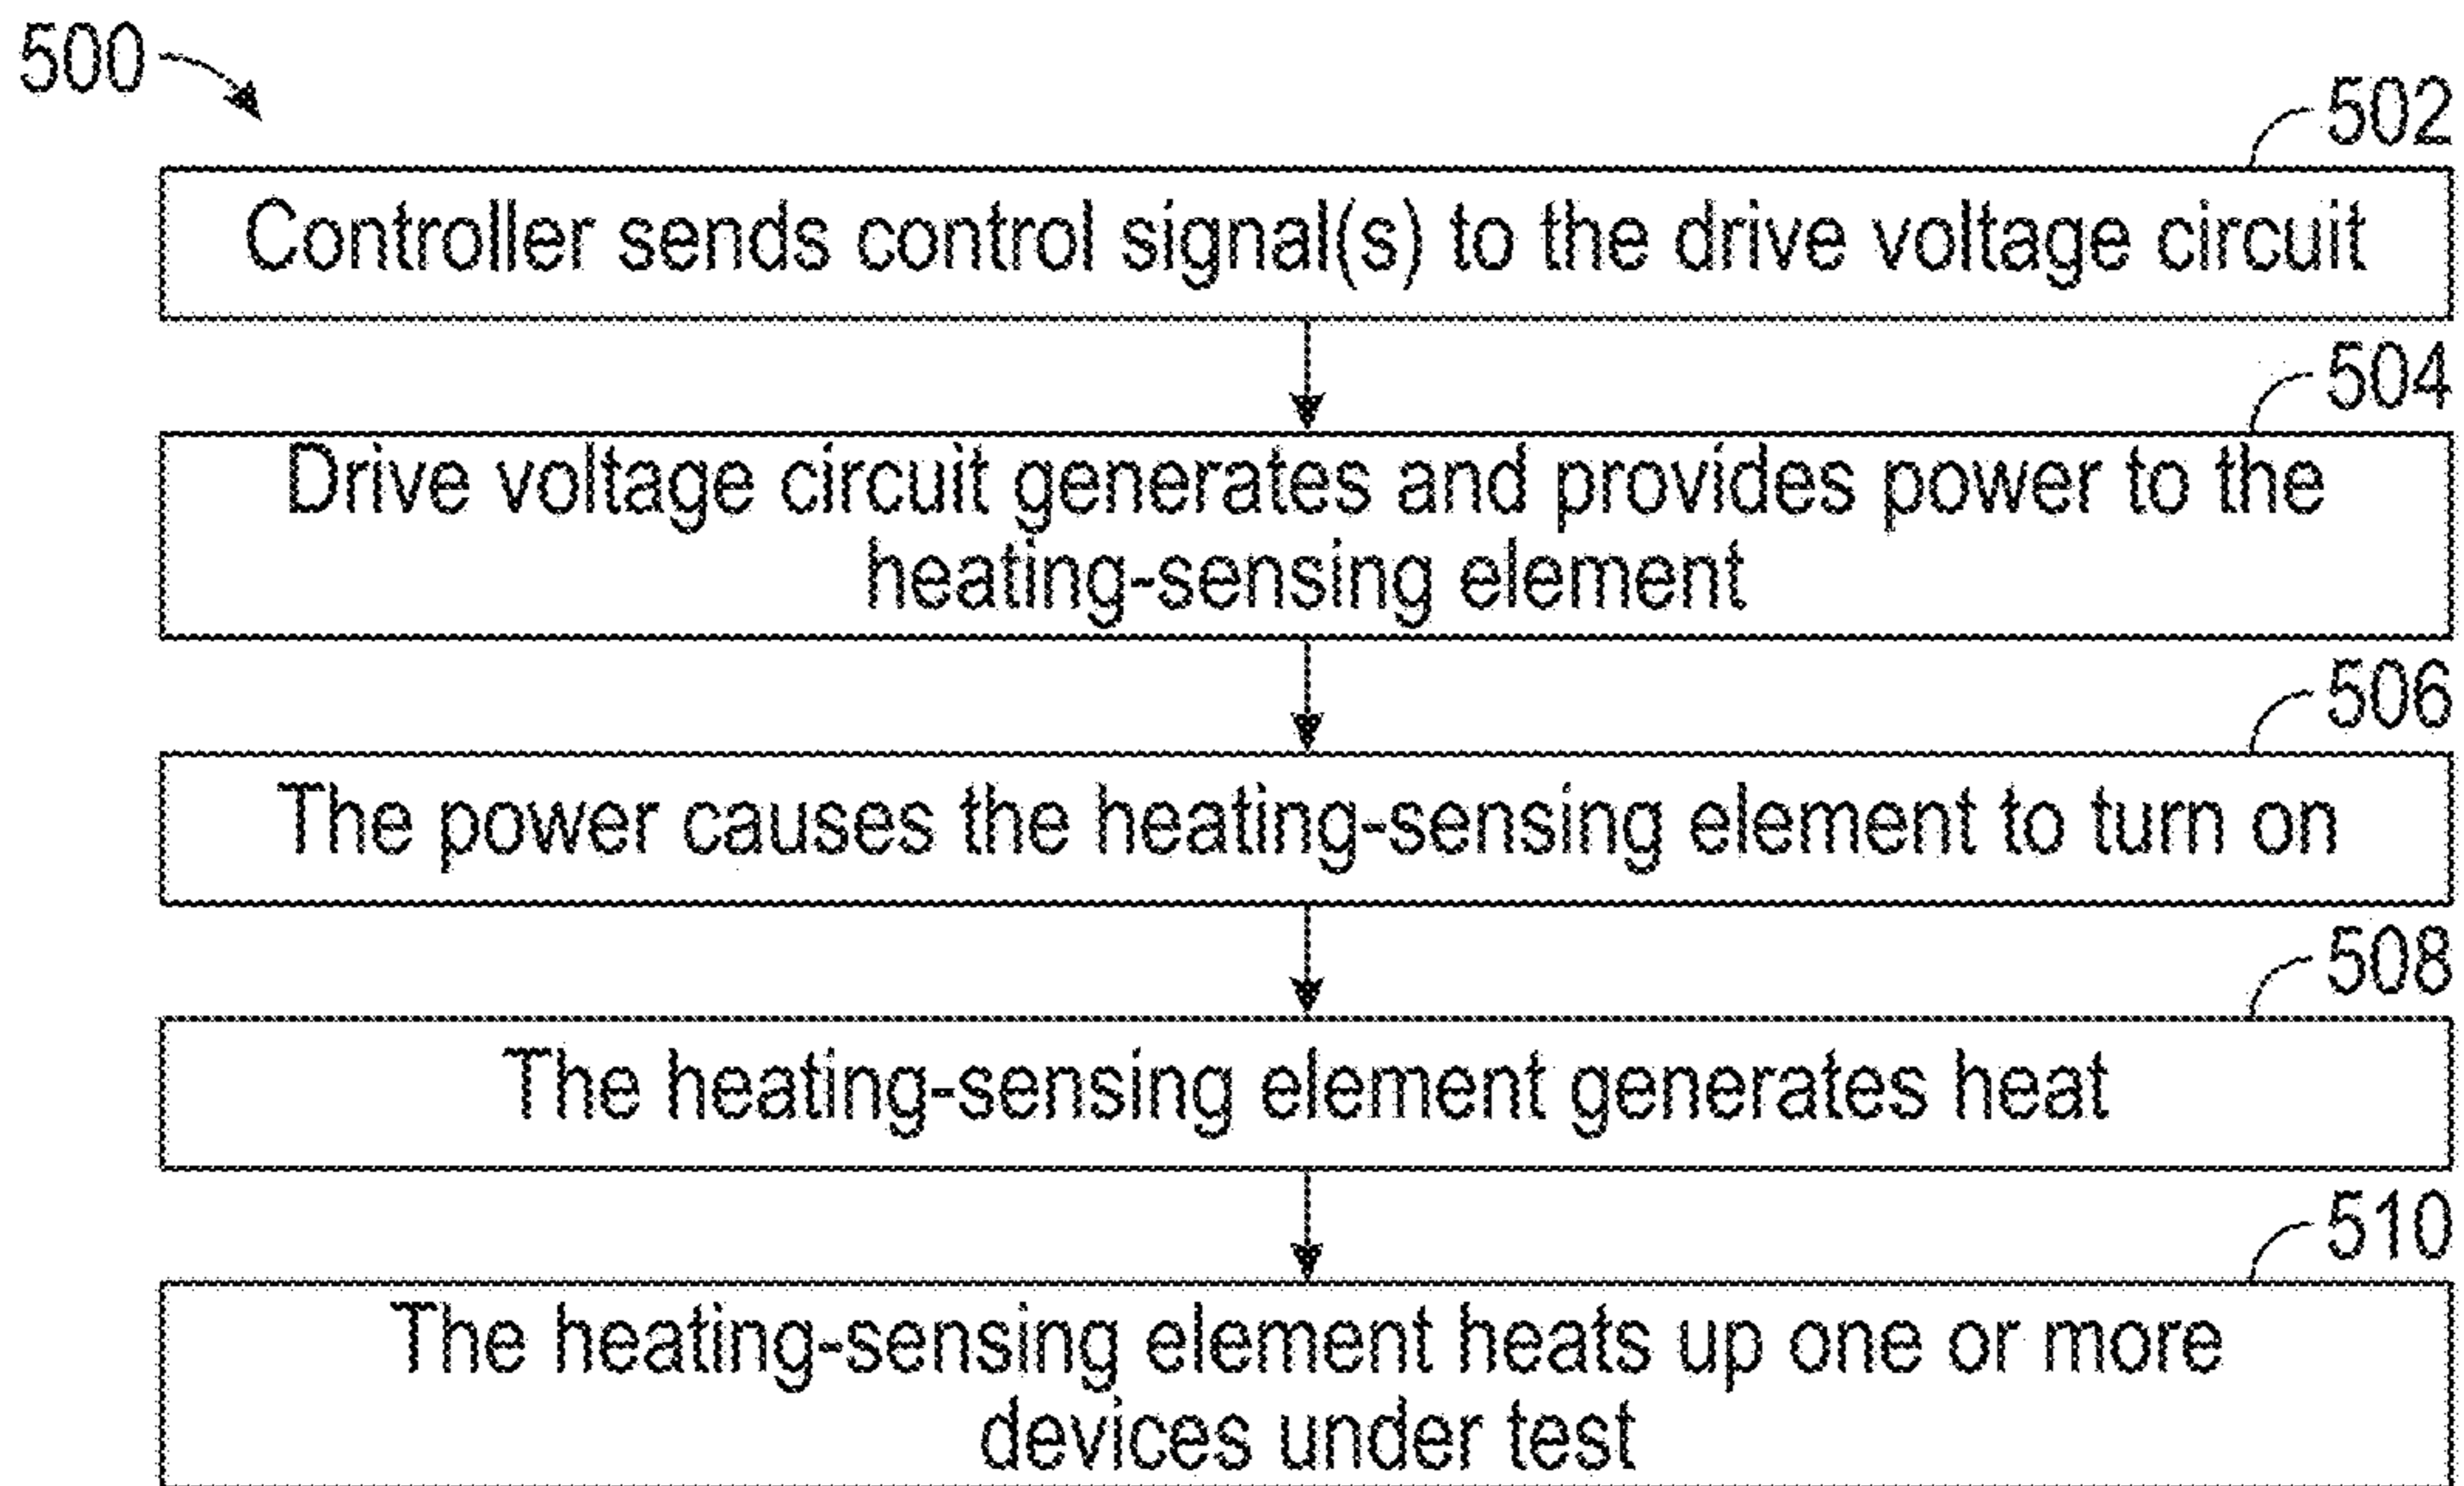 500
502
Controller sends control signal(s) to the drive voltage circuit
504
Drive voltage circuit generates and provides power to the
heating-sensing element
506
The power causes the heating-sensing element to turn on
508
The heating-sensing element generates heat
510
The heating-sensing element heats up one or more
devices under test